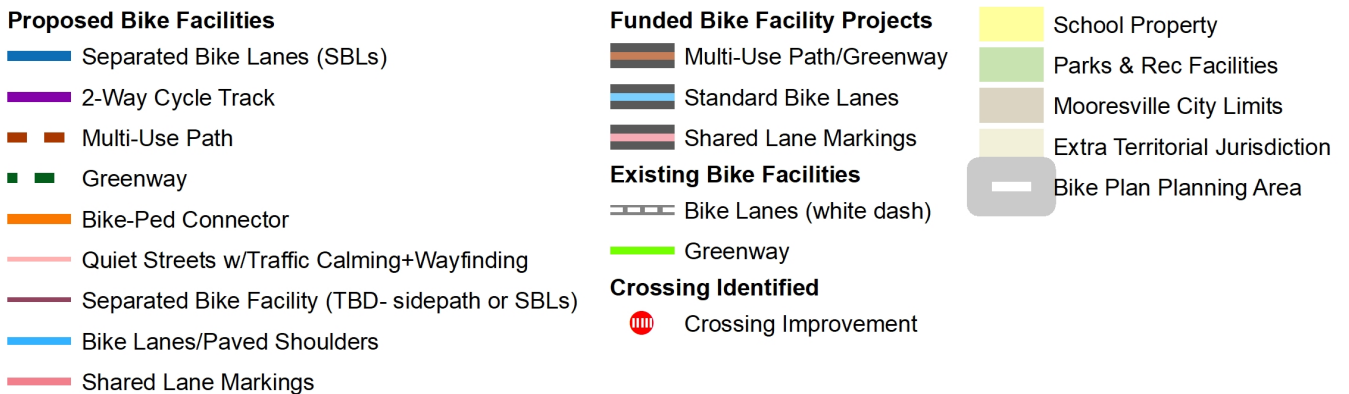 Proposed Bike Facilities
Separated Bike Lanes (SBLs)
2-Way Cycle Track
Multi-Use Path
Greenway
Bike-Ped Connector
Quiet Streets w/Traffic Calming+Wayfinding
Separated Bike Facility (TBD- sidepath or SBLs)
Bike Lanes/Paved Shoulders
Shared Lane Markings
Funded Bike Facility Projects
Multi-Use Path/Greenway
Standard Bike Lanes
Shared Lane Markings
Existing Bike Facilities
Bike Lanes (white dash)
Greenway
Crossing Identified
Crossing Improvement
School Property
Parks & Rec Facilities
Mooresville City Limits
Extra Territorial Jurisdiction
Bike Plan Planning Area